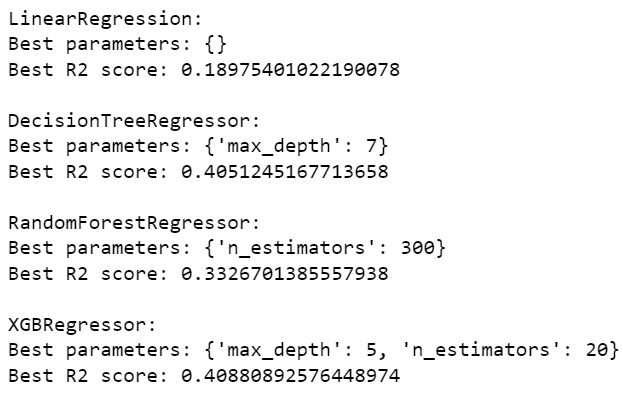 LinearRegression:
Best parameters: {}
Best R2 score: 0.18975401022190078
DecisionTreeRegressor:
Best parameters: {'max_depth': 7}
Best R2 score: 0.4051245167713658
RandomForestRegressor:
Best parameters: {'n_estimators': 300}
Best R2 score: 0.3326701385557938
XGBRegressor:
Best parameters: {'max_depth': 5, 'n_estimators': 20}
Best R2 score: 0.40880892576448974